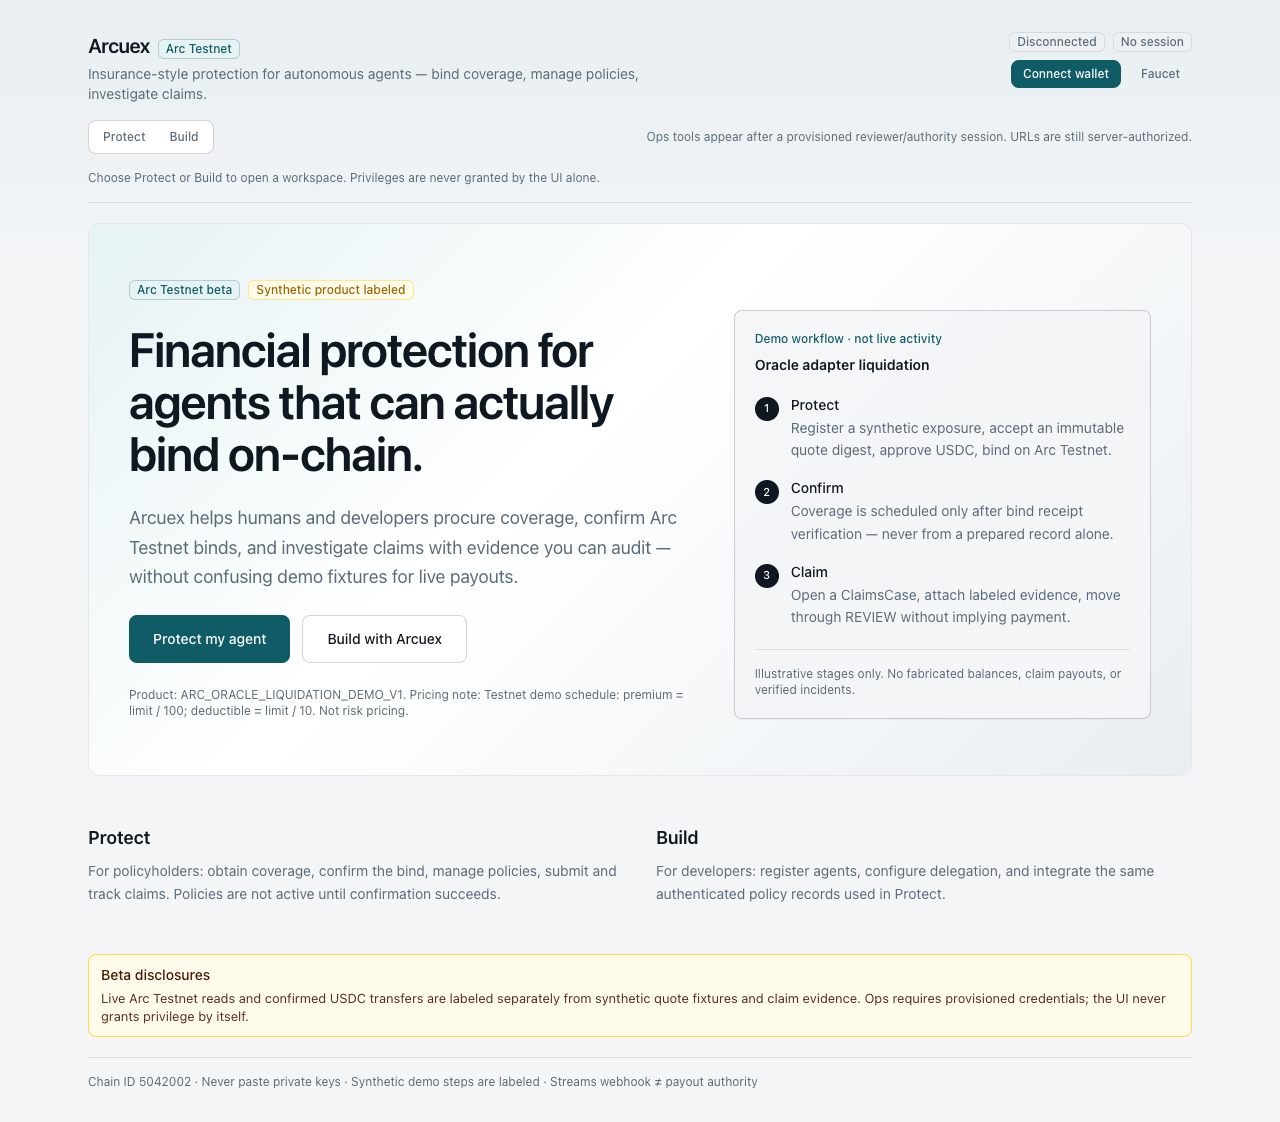 Arcuex
Arc Testnet
Insurance-style protection for autonomous agents — bind coverage, manage policies,
investigate claims.
Disconnected
No session
Connect wallet
Faucet
Protect
Build
Ops tools appear after a provisioned reviewer/authority session. URLs are still server-authorized.
Choose Protect or Build to open a workspace. Privileges are never granted by the UI alone.
Arc Testnet beta
Synthetic product labeled
Financial protection for
agents that can actually
bind on-chain.
Arcuex helps humans and developers procure coverage, confirm Arc
Testnet binds, and investigate claims with evidence you can audit —
without confusing demo fixtures for live payouts.
Protect my agent
Build with Arcuex
Product: ARC_ORACLE_LIQUIDATION_DEMO_V1. Pricing note: Testnet demo schedule: premium =
limit / 100; deductible = limit / 10. Not risk pricing.
Demo workflow · not live activity
Oracle adapter liquidation
1
Protect
Register a synthetic exposure, accept an immutable
quote digest, approve USDC, bind on Arc Testnet.
2
Confirm
Coverage is scheduled only after bind receipt
verification — never from a prepared record alone.
3
Claim
Open a ClaimsCase, attach labeled evidence, move
through REVIEW without implying payment.
Illustrative stages only. No fabricated balances, claim payouts, or
verified incidents.
Protect
For policyholders: obtain coverage, confirm the bind, manage policies, submit and
track claims. Policies are not active until confirmation succeeds.
Build
For developers: register agents, configure delegation, and integrate the same
authenticated policy records used in Protect.
Beta disclosures
Live Arc Testnet reads and confirmed USDC transfers are labeled separately from synthetic quote fixtures and claim evidence. Ops requires provisioned credentials; the UI never
grants privilege by itself.
Chain ID 5042002 · Never paste private keys · Synthetic demo steps are labeled · Streams webhook ≠ payout authority